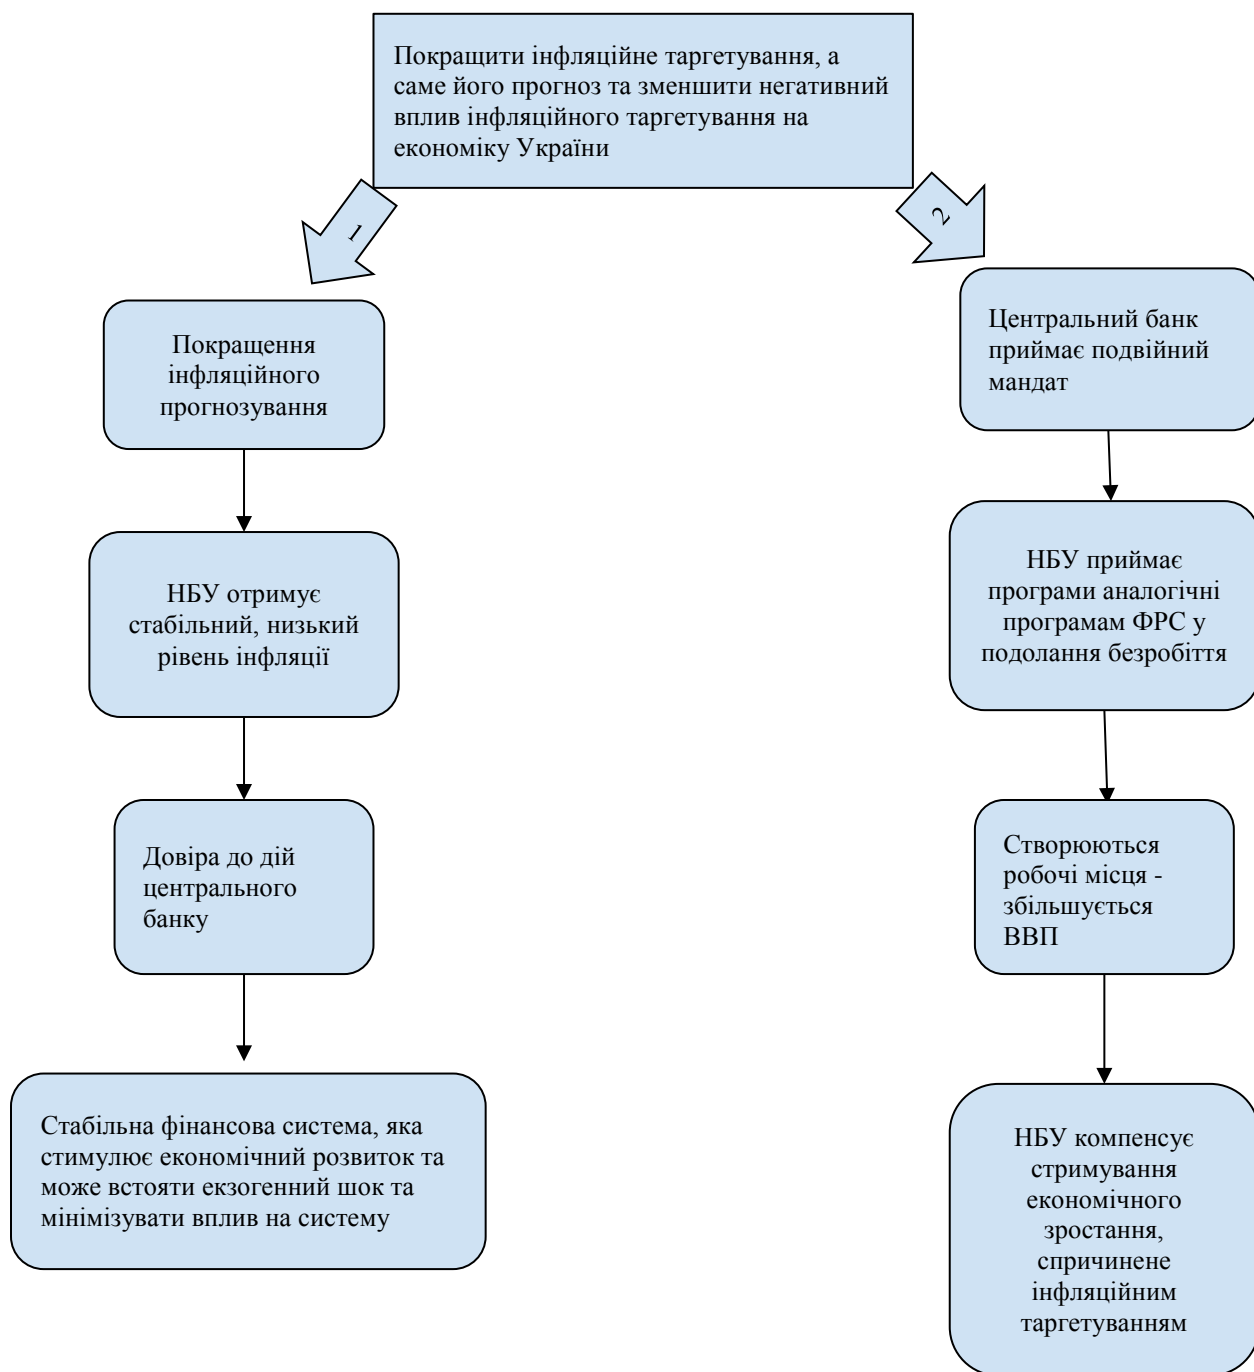 Покращити інфляційне таргетування, а
саме його прогноз та зменшити негативний
вплив інфляційного таргетування на
економіку України
1
2
Покращення
інфляційного
прогнозування
НБУ отримує
стабільний, низький
рівень інфляції
Довіра до дій
центрального
банку
Стабільна фінансова система, яка
стимулює економічний розвиток та
може встояти екзогенний шок та
мінімізувати вплив на систему
Центральний банк
приймає подвійний
мандат
НБУ приймає
програми аналогічні
програмам ФРС у
подолання безробіття
Створюються
робочі місця -
збільшується
ВВП
НБУ компенсує
стримування
економічного
зростання,
спричинене
інфляційним
таргетуванням